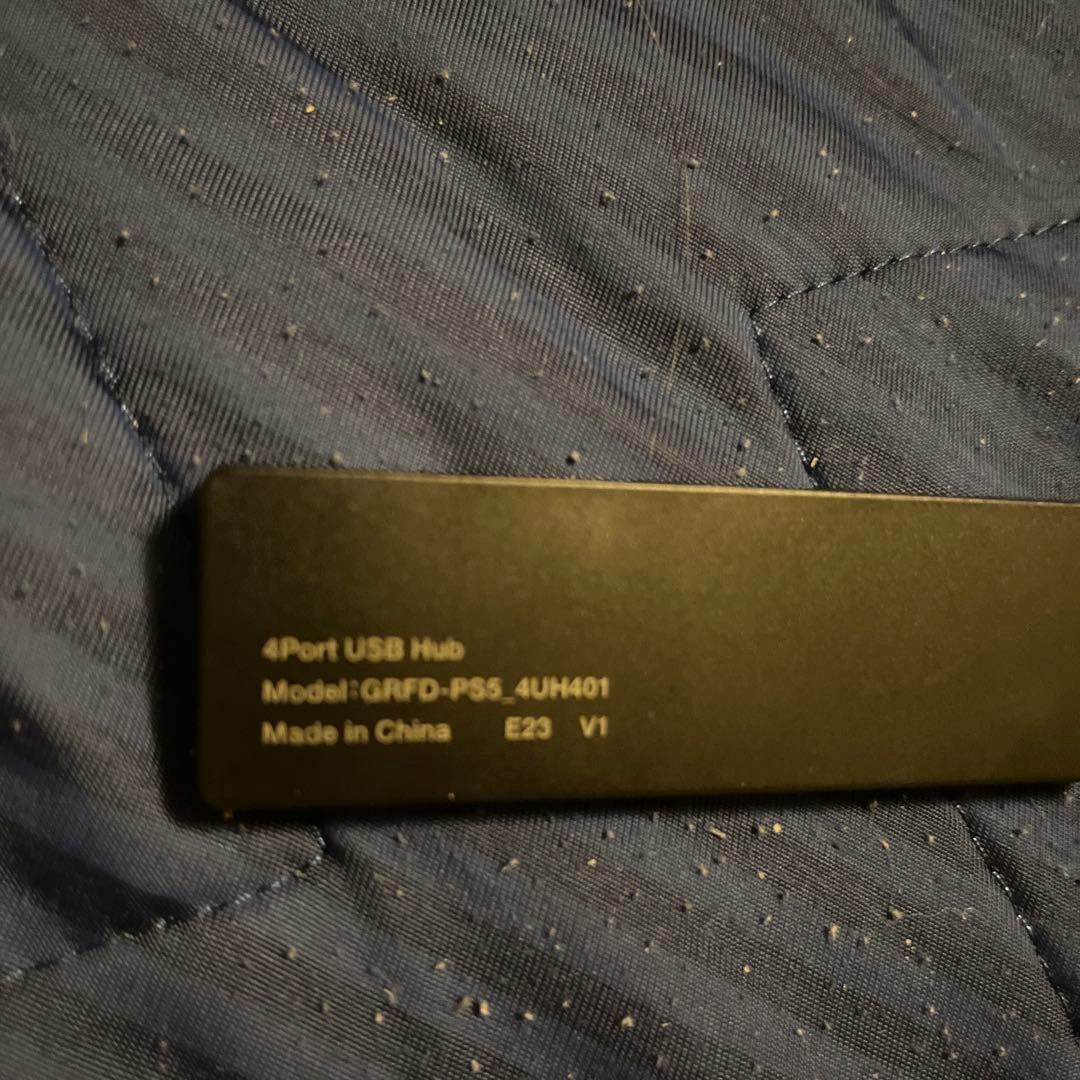 4Port USB Hub
Model:GRFD-PS5_4UH401
Made in China E23 V1